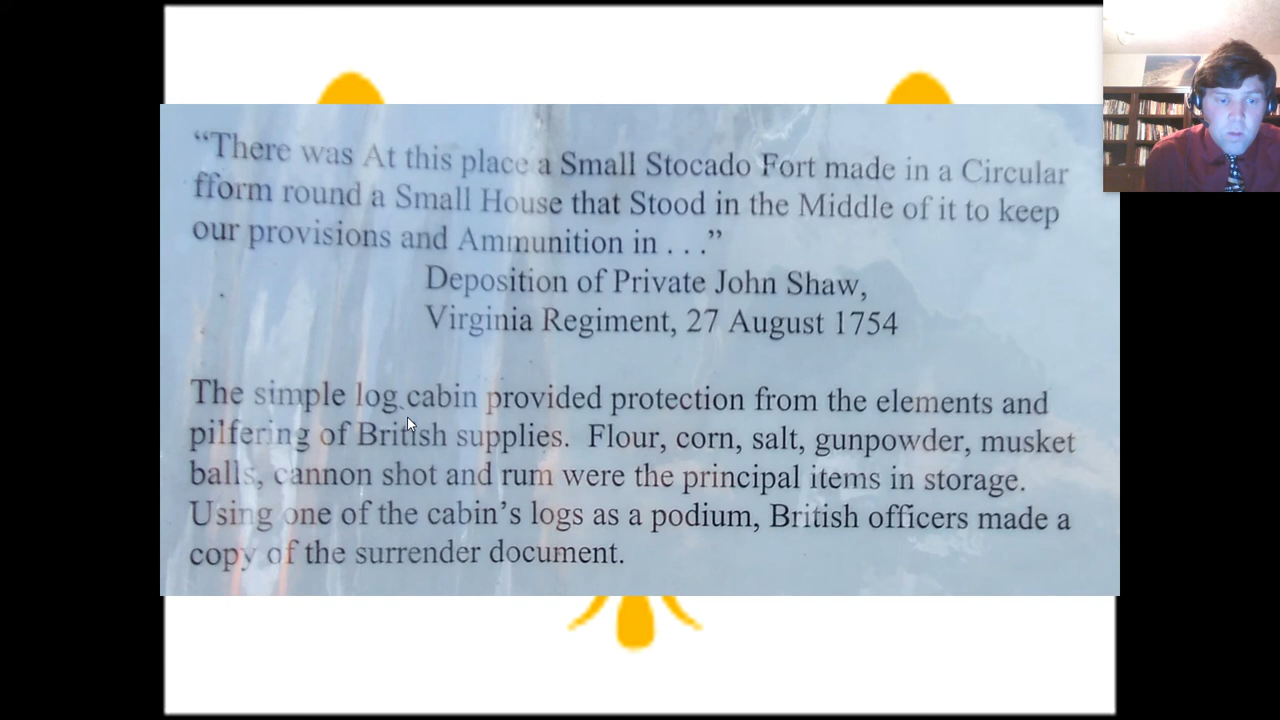 “There was At this place a Small Stocado Fort made in a Circular
fform round a Small House that Stood in the Middle of it to keep
our provisions and Ammunition in . . .”
Deposition of Private John Shaw,
Virginia Regiment, 27 August 1754
The simple log cabin provided protection from the elements and
pilfering of British supplies. Flour, corn, salt, gunpowder, musket
balls, cannon shot and rum were the principal items in storage.
Using one of the cabin’s logs as a podium, British officers made a
copy of the surrender document.